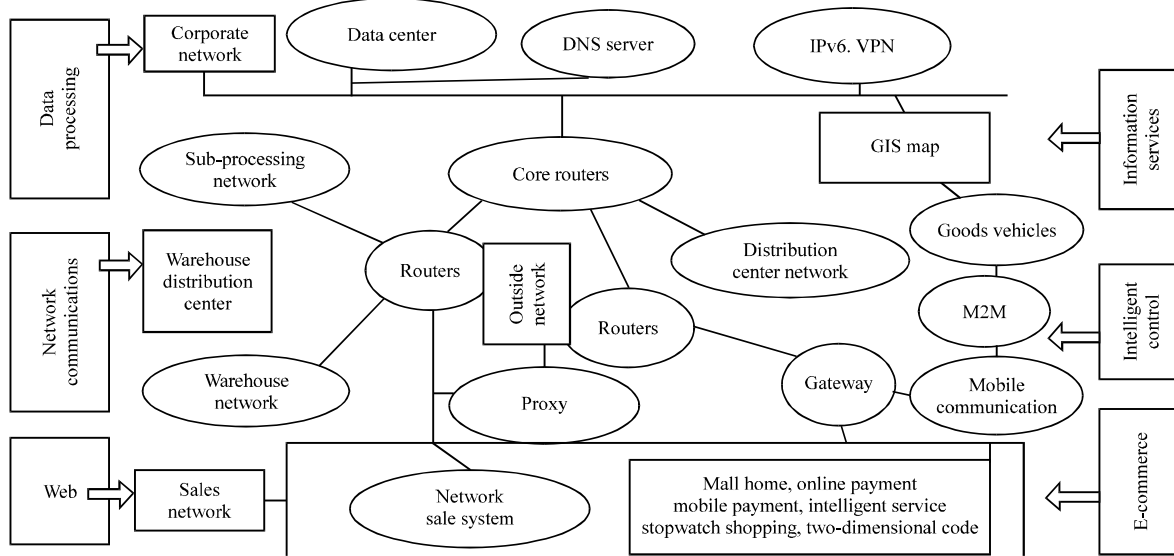 Data
processing
Corporate
network
Data center
DNS server
IPv6. VPN
Information
services
GIS map
Sub-processing
network
Core routers
Network
communications
Warehouse
distribution
center
Routers
Outside
network
Routers
Distribution
center network
Goods vehicles
M2M
Intelligent
control
Warehouse
network
Proxy
Gateway
Mobile
communication
Web
Sales
network
Network
sale system
Mall home, online payment
mobile payment, intelligent service
stopwatch shopping, two-dimensional code
E-commerce